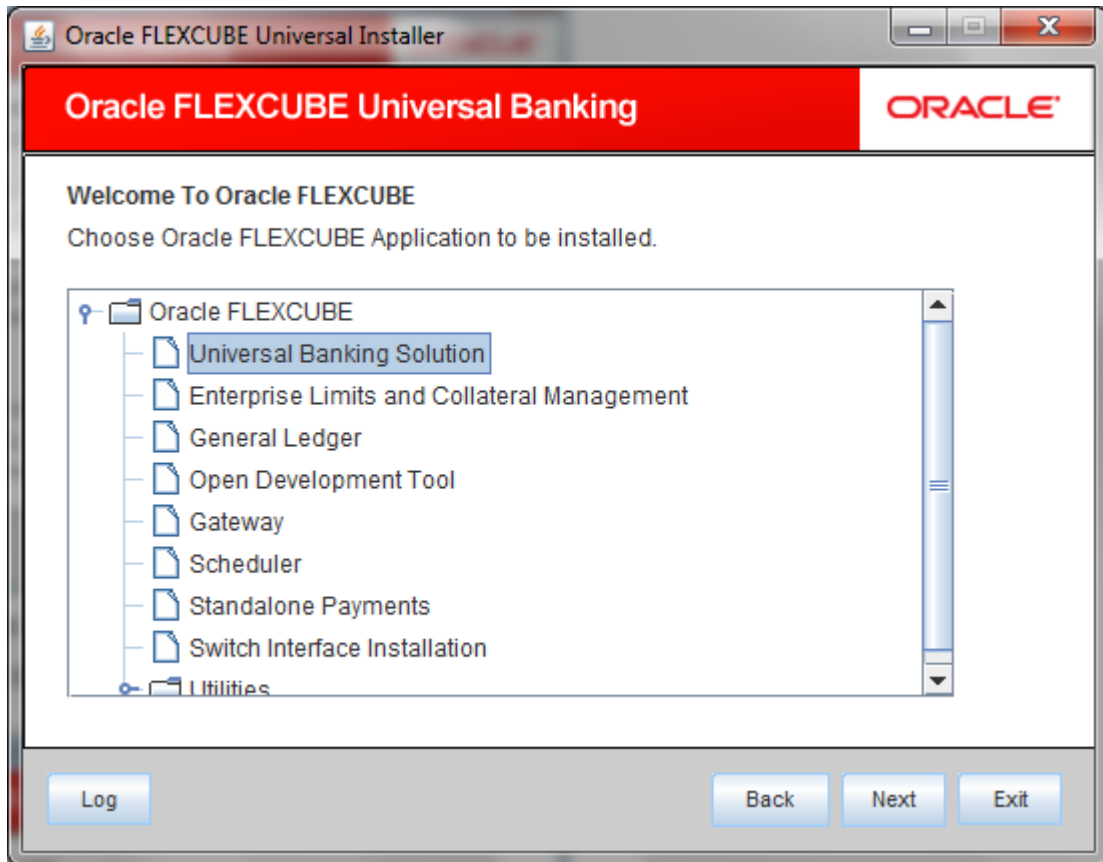 Oracle FLEXCUBE Universal Installer
Oracle FLEXCUBE Universal Banking
ORACLE
Welcome To Oracle FLEXCUBE
Choose Oracle FLEXCUBE Application to be installed.
Oracle FLEXCUBE
Universal Banking Solution
Enterprise Limits and Collateral Management
General Ledger
Open Development Tool
Gateway
Scheduler
Standalone Payments
Switch Interface Installation
Utilities
Log
Back
Next
Exit